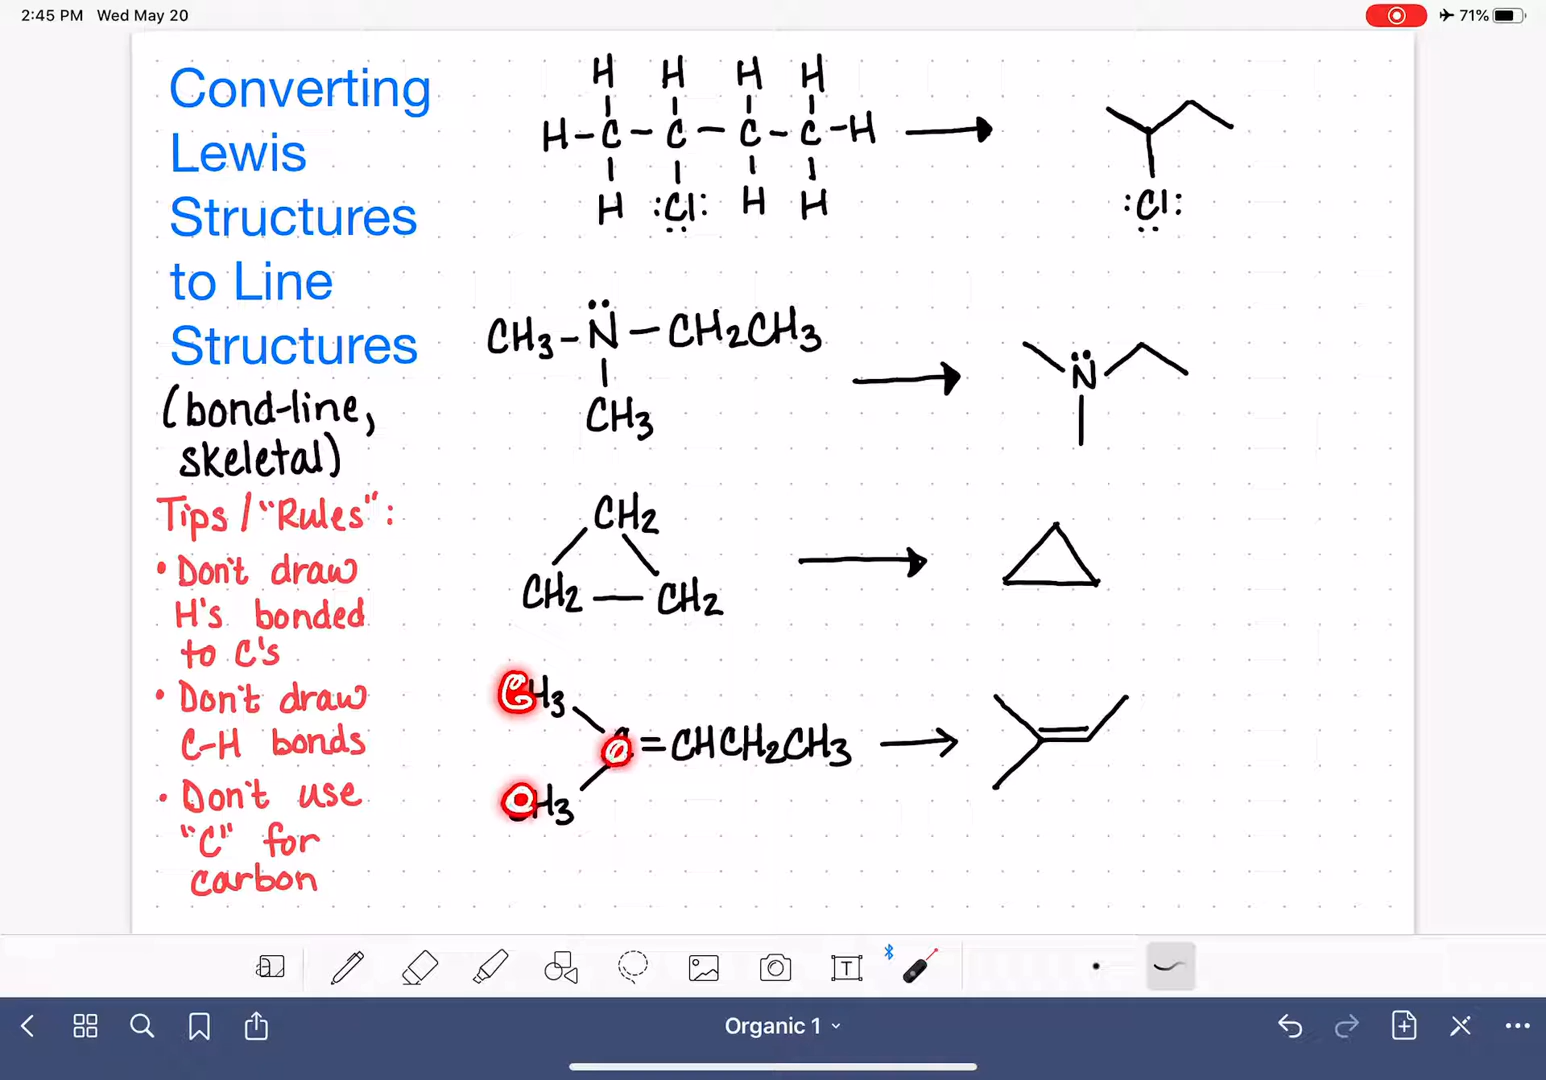 2:45 PM Wed May 20
71%
Converting
Lewis
Structures
to Line
Structures
(bond-line,
skeletal)
Tips / "Rules":
• Don't draw
H's bonded
to C's
• Don't draw
C-H bonds
• Don't use
"C" for
carbon
H H H H
H-C-C-C-C-H
H :Cl: H H
:Cl:
CH3-N-CH2CH3
CH3
N
CH2
CH2-CH2
CH3
C=CHCH2CH3
CH3
T
Organic 1